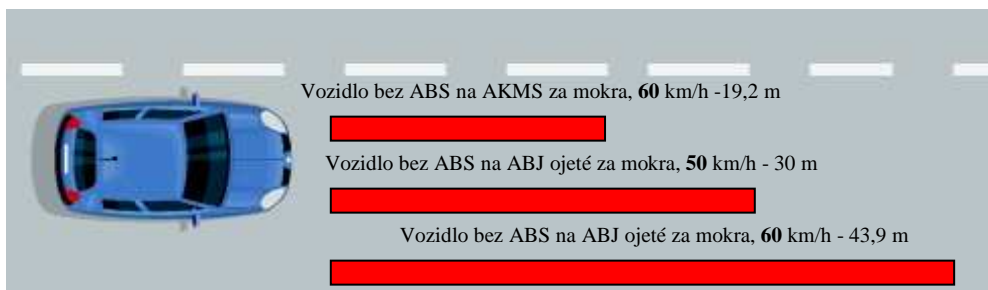 Vozidlo bez ABS na AKMS za mokra, 60 km/h -19,2 m
Vozidlo bez ABS na ABJ ojeté za mokra, 50 km/h - 30 m
Vozidlo bez ABS na ABJ ojeté za mokra, 60 km/h - 43,9 m